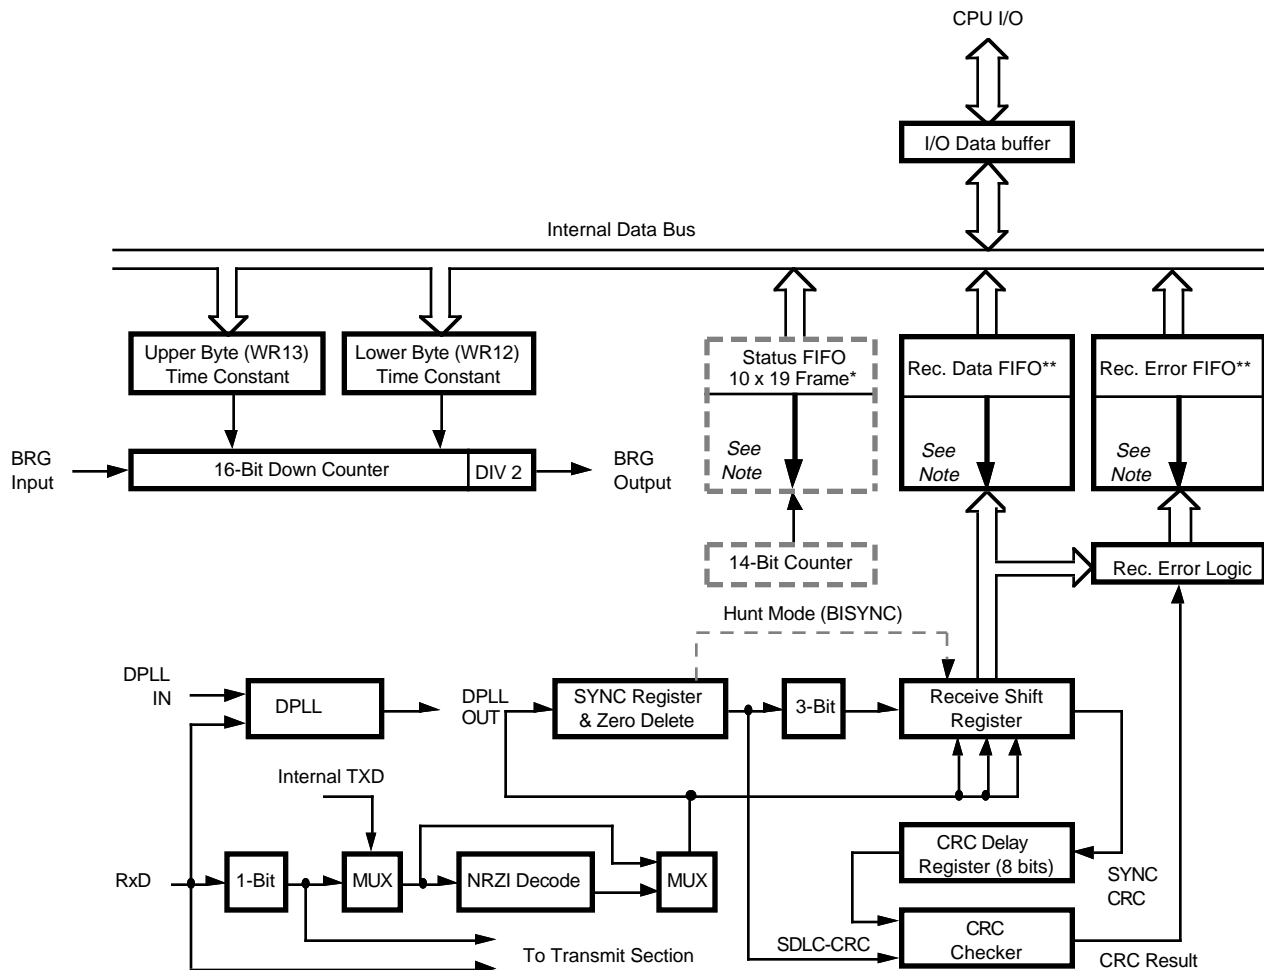 CPU I/O
I/O Data buffer
Internal Data Bus
Upper Byte (WR13)
Time Constant
Lower Byte (WR12)
Time Constant
Status FIFO
10 x 19 Frame*
See
Note
Rec. Data FIFO**
See
Note
Rec. Error FIFO**
See
Note
BRG
Input
16-Bit Down Counter
DIV 2
BRG
Output
14-Bit Counter
Rec. Error Logic
Hunt Mode (BISYNC)
DPLL
IN
DPLL
DPLL
OUT
SYNC Register
& Zero Delete
3-Bit
Receive Shift
Register
Internal TXD
RxD
1-Bit
MUX
NRZI Decode
MUX
CRC Delay
Register (8 bits)
SYNC
CRC
To Transmit Section
SDLC-CRC
CRC
Checker
CRC Result